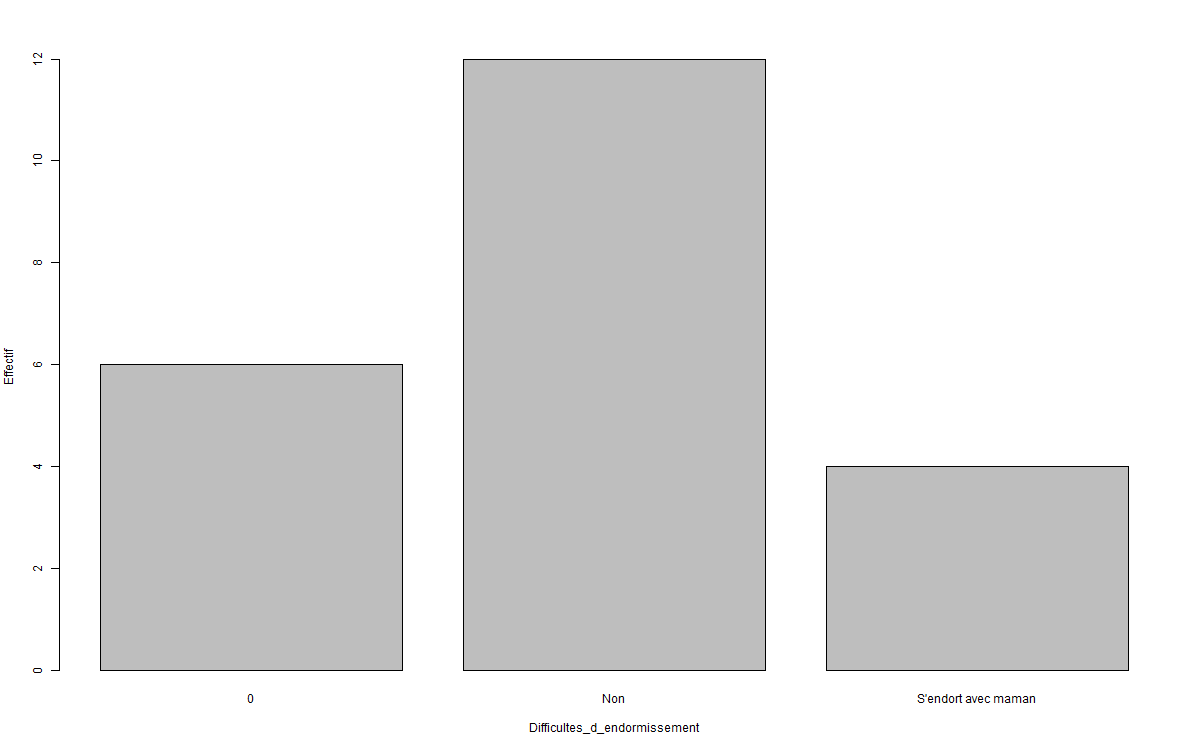 12
10
8
6
4
2
0
Effectif
0 Non S'endort avec maman
Difficultes_d_endormissement